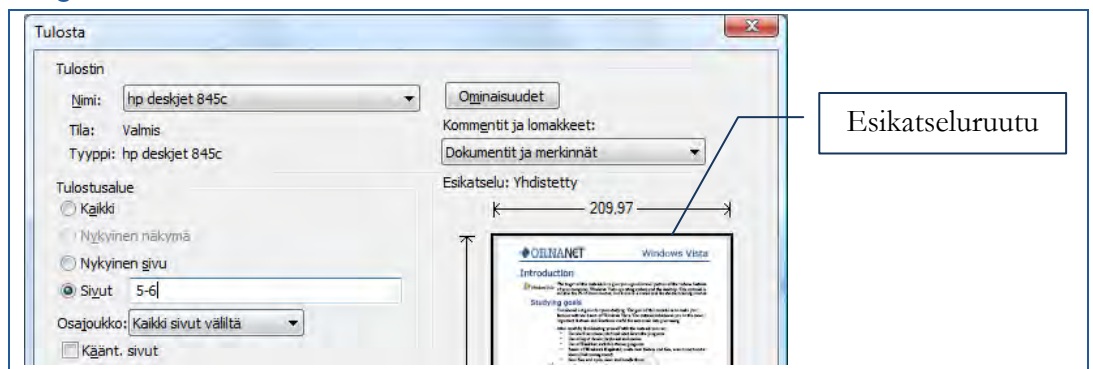 Tulosta
Tulostin
Nimi: hp deskjet 845c
Ominaisuudet
Tila: Valmis
Tyyppi: hp deskjet 845c
Kommentit ja lomakkeet:
Dokumentit ja merkinnät
Tulostusalue
Kaikki
Nykyinen näkymä
Nykyinen sivu
Sivut 5-6
Osajoukko: Kaikki sivut väliltä
Käänt. sivut
Esikatselu: Yhdistetty
209,97
ORNANET Windows Vista
Introduction
Studying goals
Esikatseluruutu